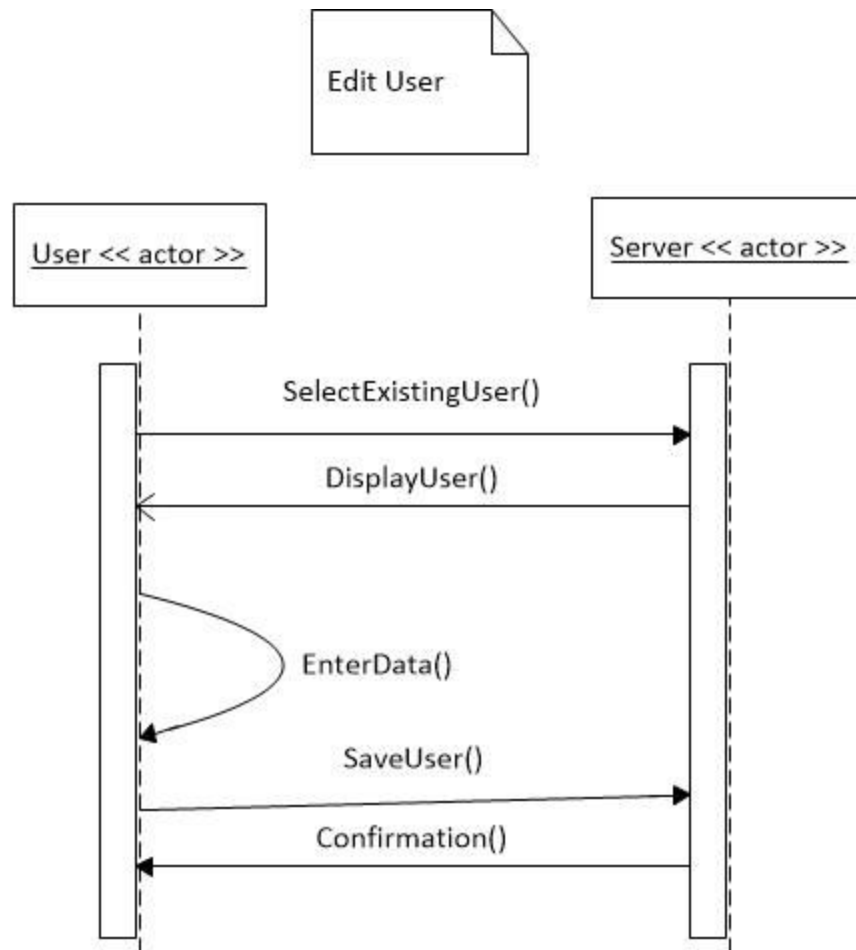 Edit User
User << actor >>
Server << actor >>
SelectExistingUser()
DisplayUser()
EnterData()
SaveUser()
Confirmation()